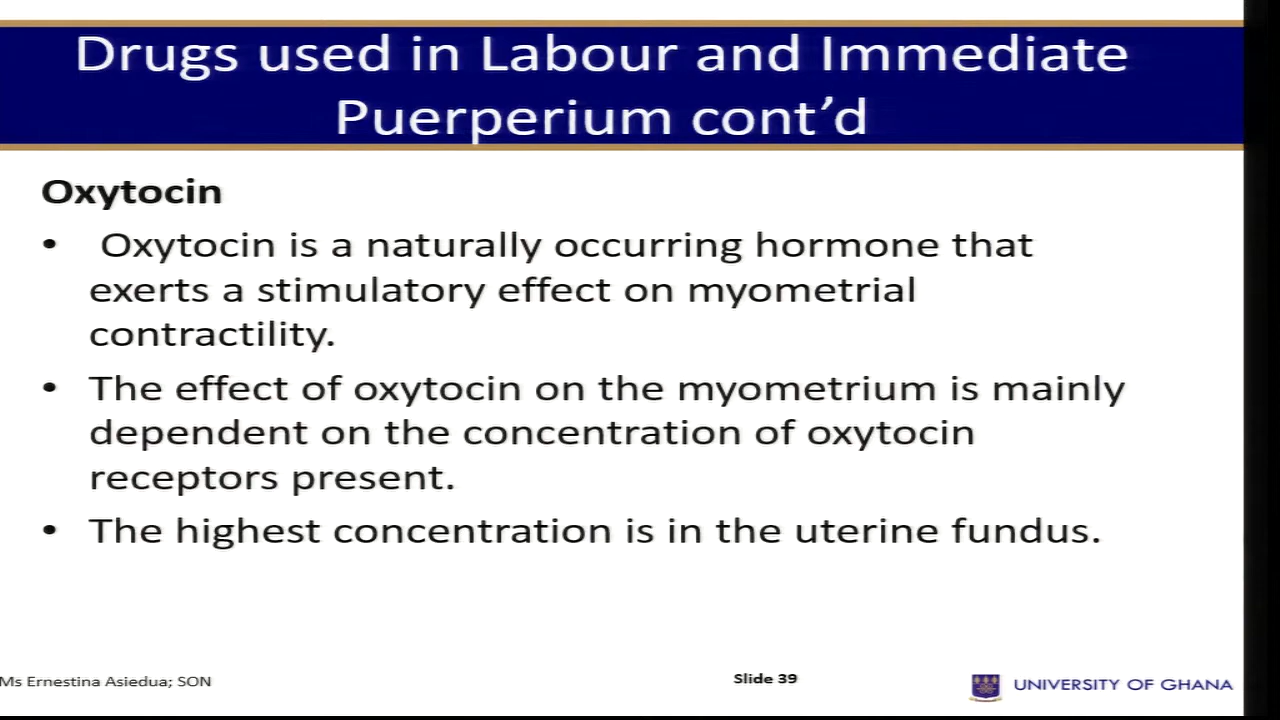 Drugs used in Labour and Immediate
Puerperium cont’d
Oxytocin
• Oxytocin is a naturally occurring hormone that
exerts a stimulatory effect on myometrial
contractility.
• The effect of oxytocin on the myometrium is mainly
dependent on the concentration of oxytocin
receptors present.
• The highest concentration is in the uterine fundus.
Ms Ernestina Asiedua; SON
Slide 39
UNIVERSITY OF GHANA